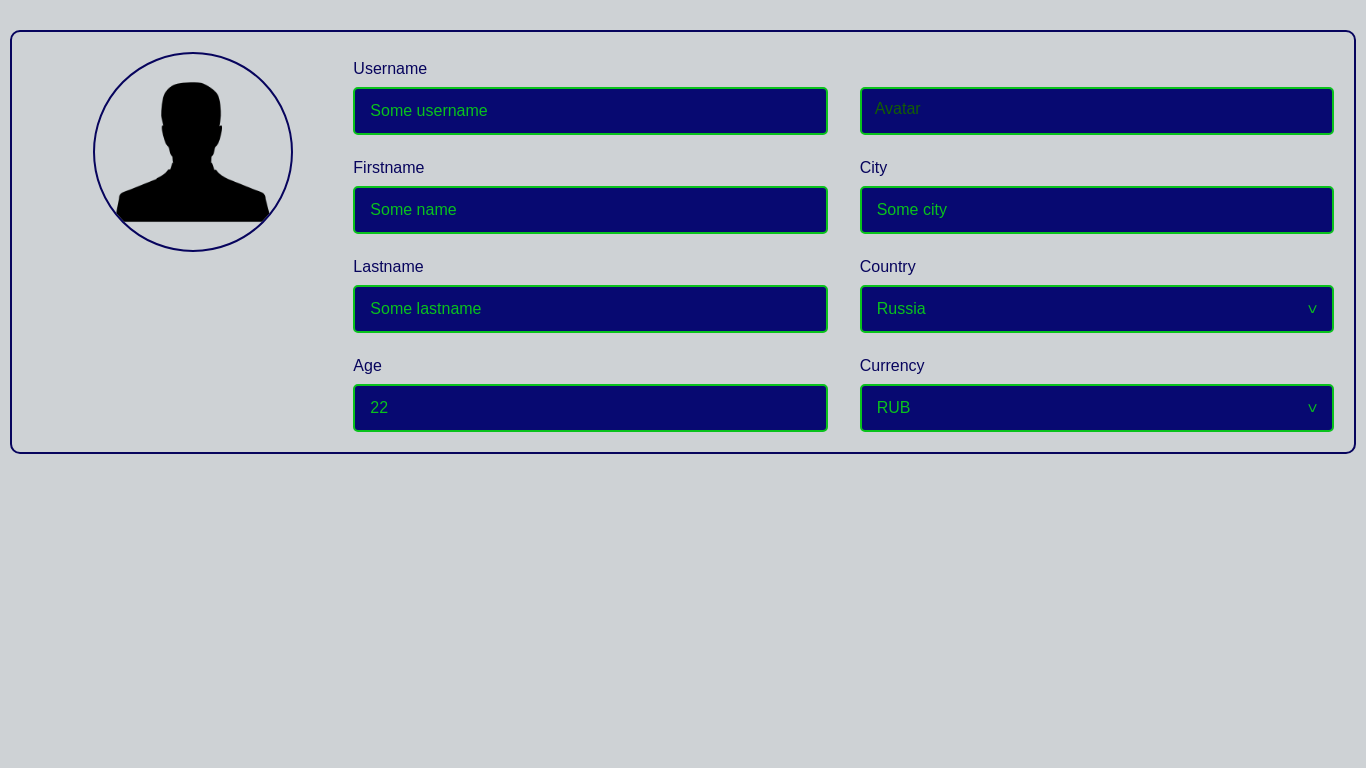 Username
Some username
Avatar
Firstname
City
Some name
Some city
Lastname
Country
Some lastname
Russia
Age
Currency
22
RUB